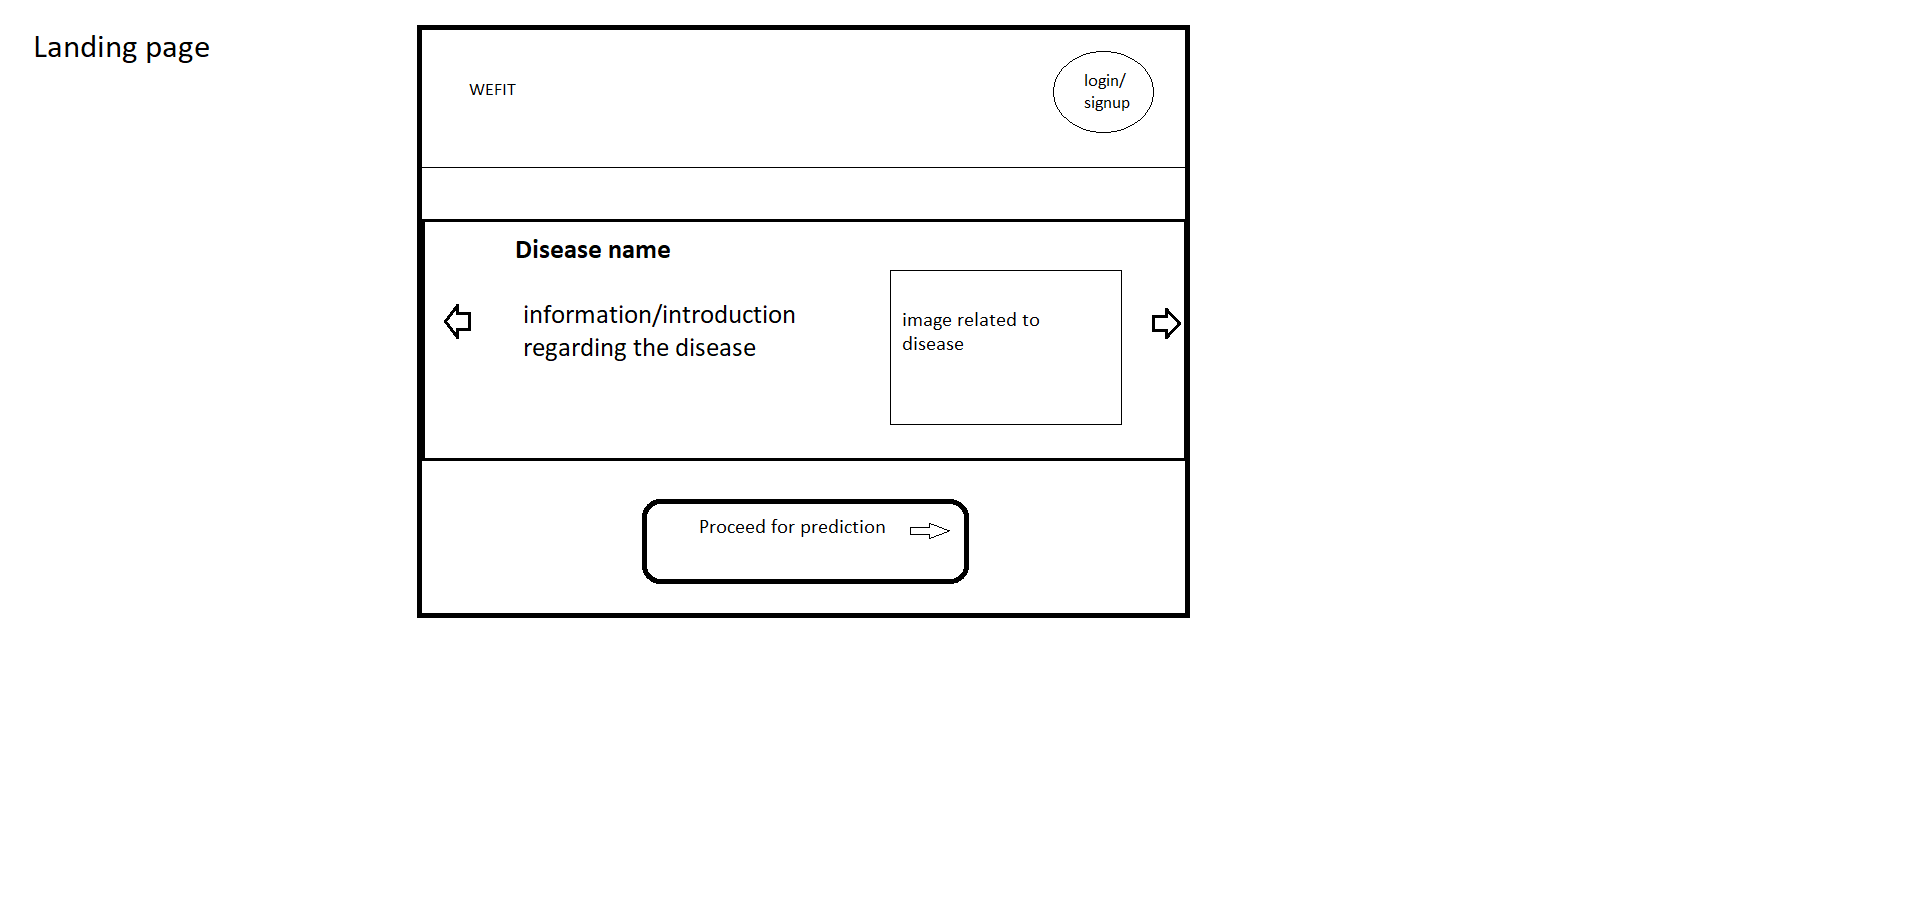 Landing page
WEFIT
login/
signup
Disease name
information/introduction
regarding the disease
image related to
disease
Proceed for prediction